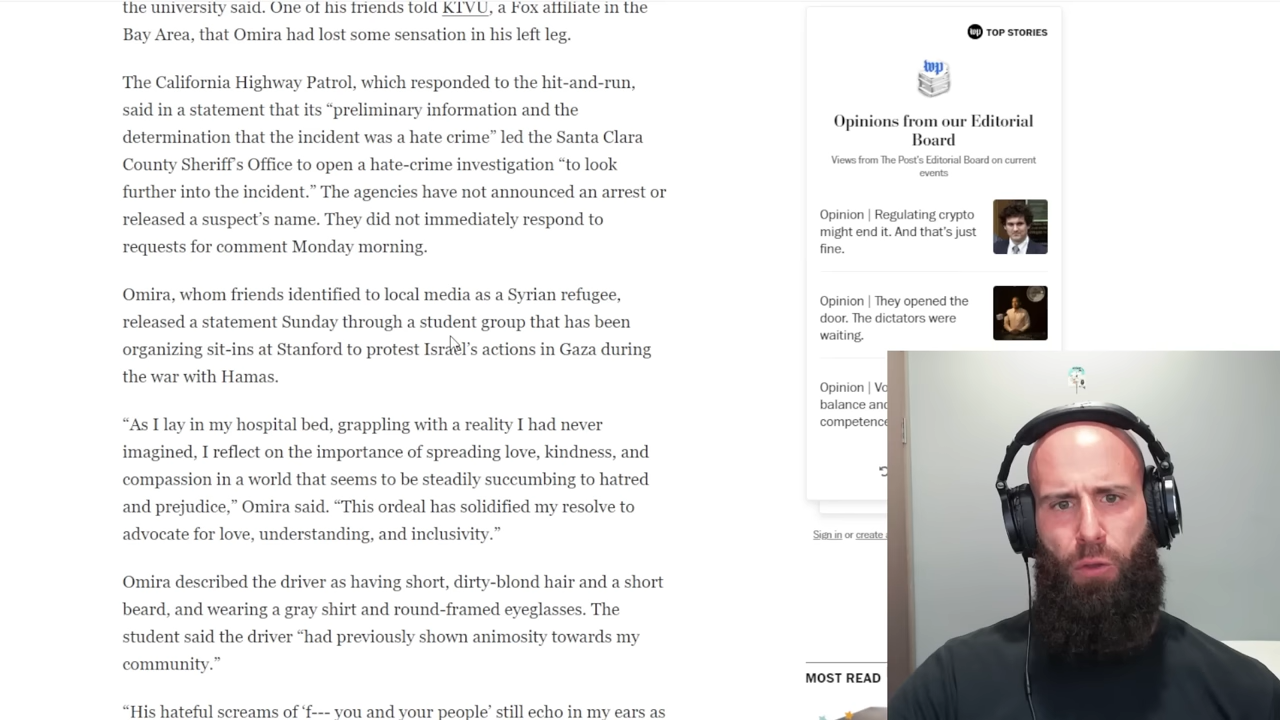 the university said. One of his friends told KTVU, a Fox affiliate in the
Bay Area, that Omira had lost some sensation in his left leg.
The California Highway Patrol, which responded to the hit-and-run,
said in a statement that its “preliminary information and the
determination that the incident was a hate crime” led the Santa Clara
County Sheriff’s Office to open a hate-crime investigation “to look
further into the incident.” The agencies have not announced an arrest or
released a suspect’s name. They did not immediately respond to
requests for comment Monday morning.
Omira, whom friends identified to local media as a Syrian refugee,
released a statement Sunday through a student group that has been
organizing sit-ins at Stanford to protest Israel’s actions in Gaza during
the war with Hamas.
“As I lay in my hospital bed, grappling with a reality I had never
imagined, I reflect on the importance of spreading love, kindness, and
compassion in a world that seems to be steadily succumbing to hatred
and prejudice,” Omira said. “This ordeal has solidified my resolve to
advocate for love, understanding, and inclusivity.”
Omira described the driver as having short, dirty-blond hair and a short
beard, and wearing a gray shirt and round-framed eyeglasses. The
student said the driver “had previously shown animosity towards my
community.”
“His hateful screams of ‘f--- you and your people’ still echo in my ears as
wp TOP STORIES
wp
Opinions from our Editorial
Board
Views from The Post’s Editorial Board on current
events
Opinion | Regulating crypto
might end it. And that’s just
fine.
Opinion | They opened the
door. The dictators were
waiting.
Opinion |
balance
competence
Sign in or create
MOST READ